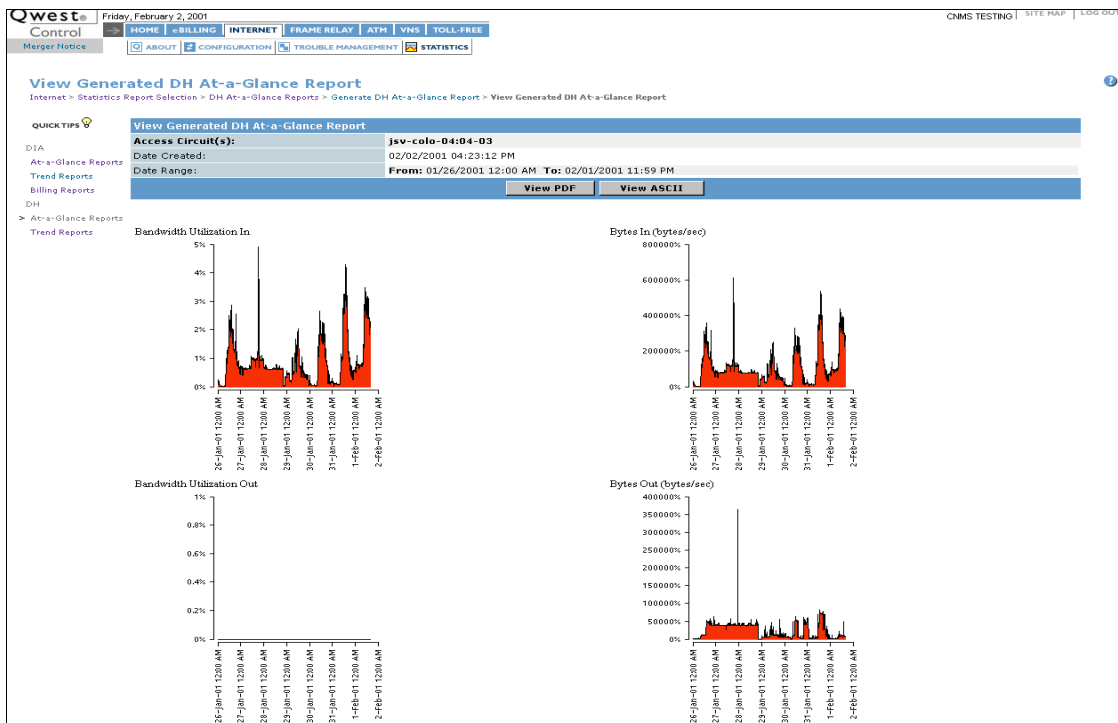 Qwest® Friday, February 2, 2001 CNMS TESTING SITE MAP LOG OUT
Control HOME eBILLING INTERNET FRAME RELAY ATM VNS TOLL-FREE
Merger Notice ABOUT CONFIGURATION TROUBLE MANAGEMENT STATISTICS
View Generated DH At-a-Glance Report
Internet > Statistics Report Selection > DH At-a-Glance Reports > Generate DH At-a-Glance Report > View Generated DH At-a-Glance Report
QUICK TIPS
DIA
At-a-Glance Reports
Trend Reports
Billing Reports
DH
> At-a-Glance Reports
Trend Reports
View Generated DH At-a-Glance Report
Access Circuit(s): jsv-colo-04:04-03
Date Created: 02/02/2001 04:23:12 PM
Date Range: From: 01/26/2001 12:00 AM To: 02/01/2001 11:59 PM
View PDF View ASCII
Bandwidth Utilization In
5%
4%
3%
2%
1%
0%
26-Jan-01 12:00 AM
27-Jan-01 12:00 AM
28-Jan-01 12:00 AM
29-Jan-01 12:00 AM
30-Jan-01 12:00 AM
31-Jan-01 12:00 AM
1-Feb-01 12:00 AM
2-Feb-01 12:00 AM
Bytes In (bytes/sec)
800000%
600000%
400000%
200000%
0%
26-Jan-01 12:00 AM
27-Jan-01 12:00 AM
28-Jan-01 12:00 AM
29-Jan-01 12:00 AM
30-Jan-01 12:00 AM
31-Jan-01 12:00 AM
1-Feb-01 12:00 AM
2-Feb-01 12:00 AM
Bandwidth Utilization Out
1%
0.8%
0.6%
0.4%
0.2%
0%
26-Jan-01 12:00 AM
27-Jan-01 12:00 AM
28-Jan-01 12:00 AM
29-Jan-01 12:00 AM
30-Jan-01 12:00 AM
31-Jan-01 12:00 AM
1-Feb-01 12:00 AM
2-Feb-01 12:00 AM
Bytes Out (bytes/sec)
400000%
350000%
300000%
250000%
200000%
150000%
100000%
50000%
0%
26-Jan-01 12:00 AM
27-Jan-01 12:00 AM
28-Jan-01 12:00 AM
29-Jan-01 12:00 AM
30-Jan-01 12:00 AM
31-Jan-01 12:00 AM
1-Feb-01 12:00 AM
2-Feb-01 12:00 AM